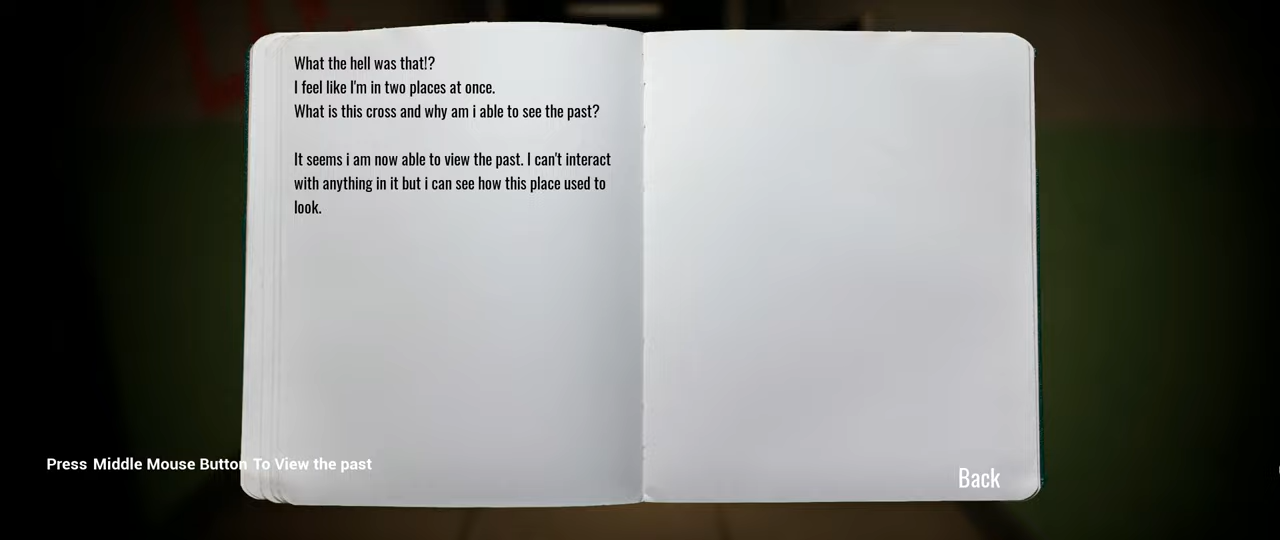 What the hell was that!?
I feel like I'm in two places at once.
What is this cross and why am i able to see the past?
It seems i am now able to view the past. I can't interact
with anything in it but i can see how this place used to
look.
Press Middle Mouse Button To View the past
Back